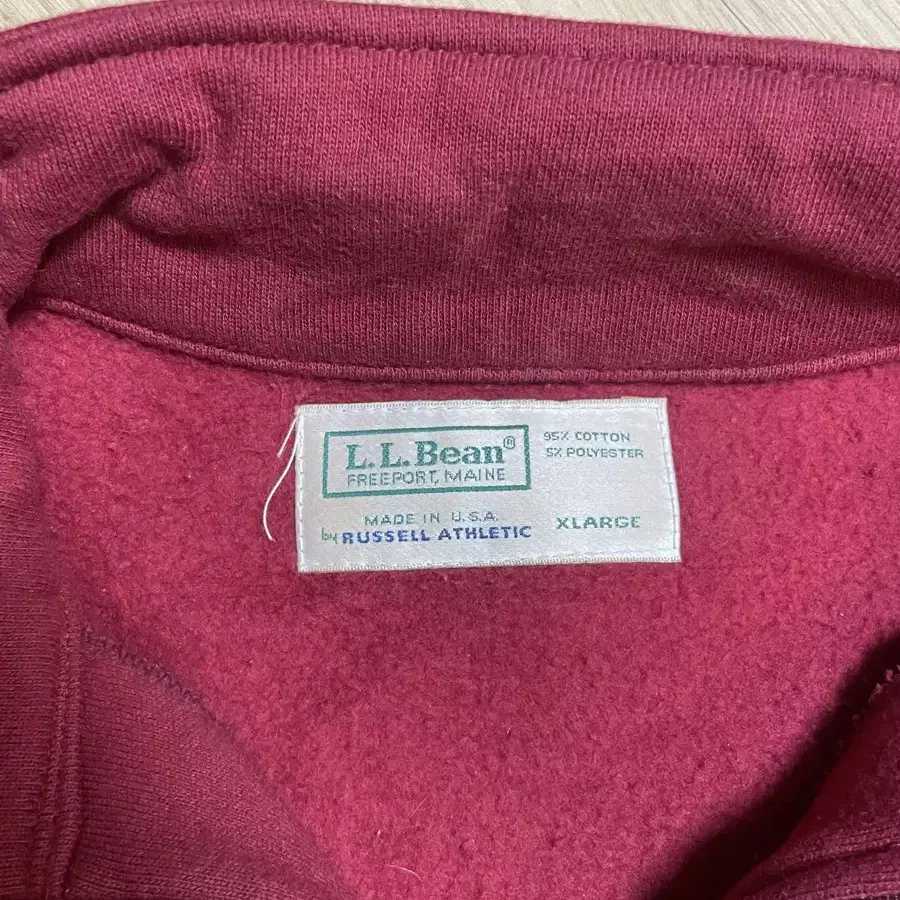 L.L.Bean®
FREEPORT, MAINE
95% COTTON
5% POLYESTER
MADE IN U.S.A.
by RUSSELL ATHLETIC
XLARGE